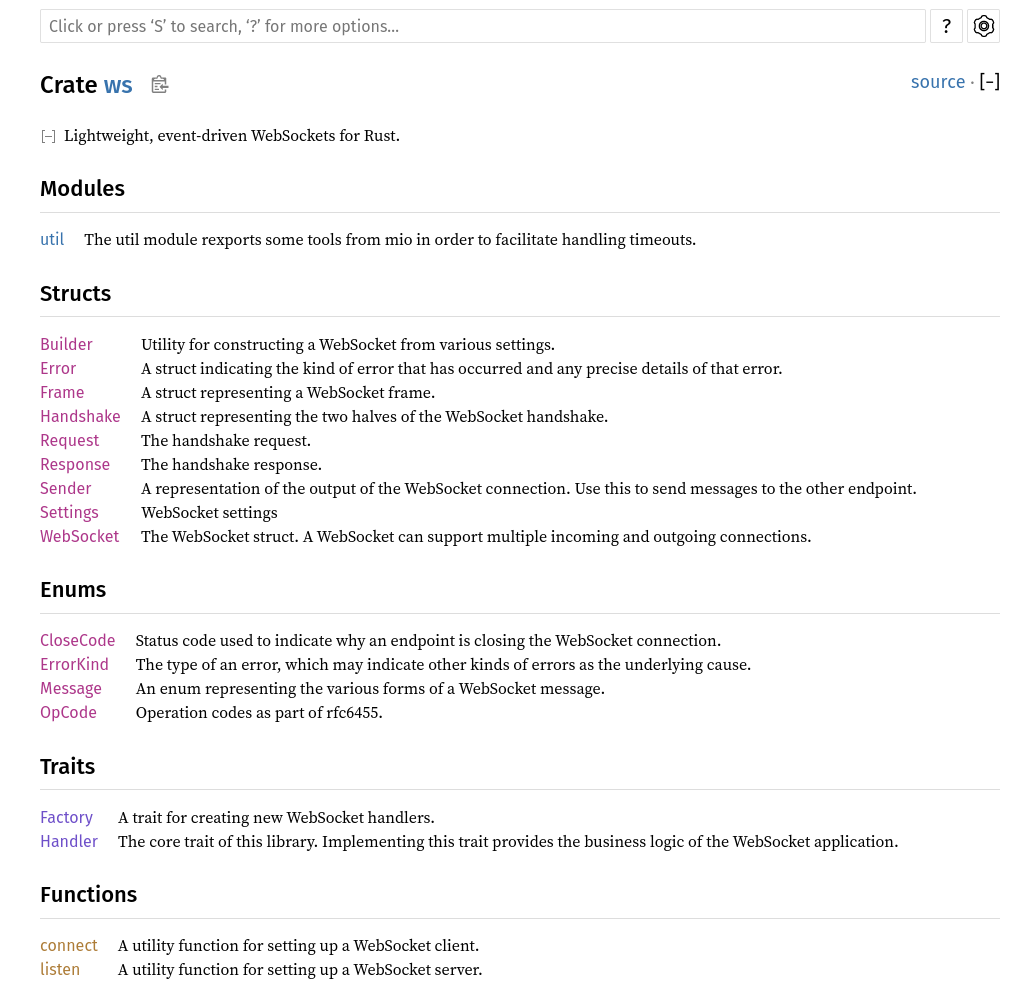 Click or press ‘S’ to search, ‘?’ for more options…
?
Crate ws
source · [−]
[−] Lightweight, event-driven WebSockets for Rust.
Modules
util The util module rexports some tools from mio in order to facilitate handling timeouts.
Structs
Builder Utility for constructing a WebSocket from various settings.
Error A struct indicating the kind of error that has occurred and any precise details of that error.
Frame A struct representing a WebSocket frame.
Handshake A struct representing the two halves of the WebSocket handshake.
Request The handshake request.
Response The handshake response.
Sender A representation of the output of the WebSocket connection. Use this to send messages to the other endpoint.
Settings WebSocket settings
WebSocket The WebSocket struct. A WebSocket can support multiple incoming and outgoing connections.
Enums
CloseCode Status code used to indicate why an endpoint is closing the WebSocket connection.
ErrorKind The type of an error, which may indicate other kinds of errors as the underlying cause.
Message An enum representing the various forms of a WebSocket message.
OpCode Operation codes as part of rfc6455.
Traits
Factory A trait for creating new WebSocket handlers.
Handler The core trait of this library. Implementing this trait provides the business logic of the WebSocket application.
Functions
connect A utility function for setting up a WebSocket client.
listen A utility function for setting up a WebSocket server.